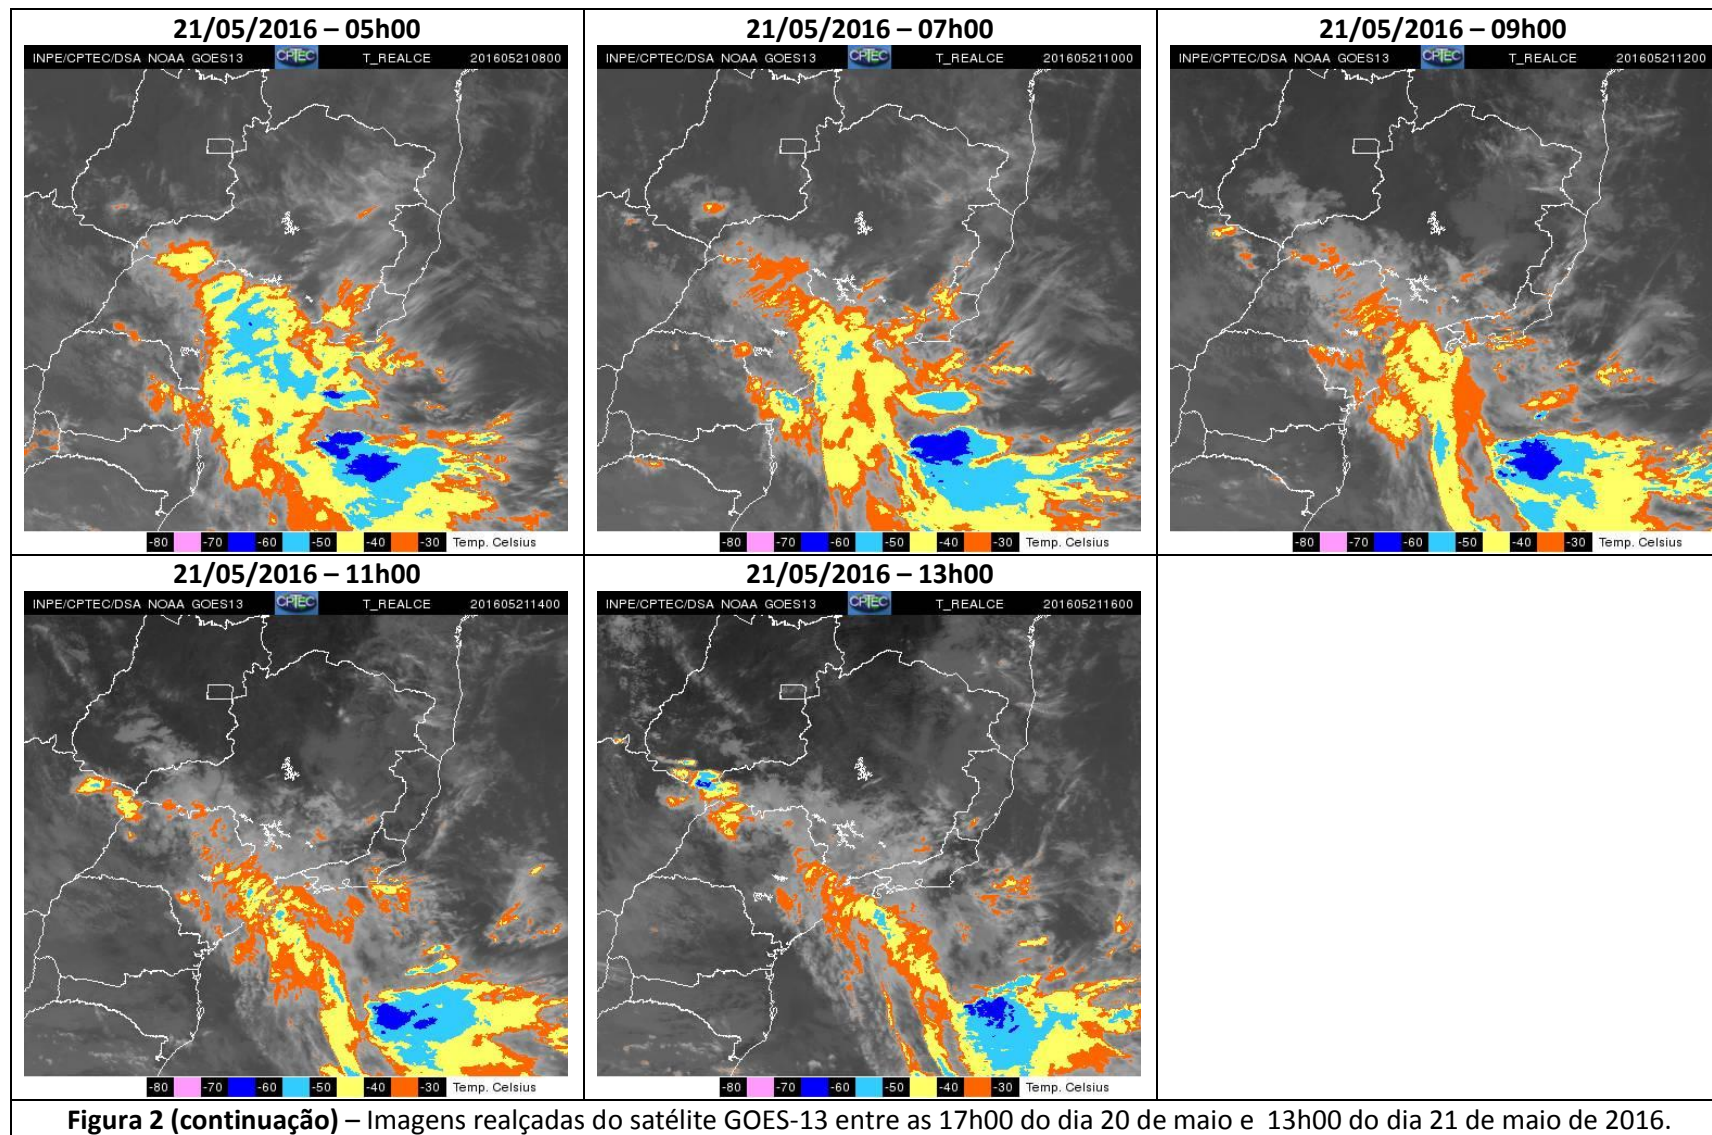 21/05/2016 – 05h00
INPE/CPTEC/DSA NOAA GOES13 CPTEC T_REALCE 201605210800
-80 -70 -60 -50 -40 -30 Temp. Celsius
21/05/2016 – 07h00
INPE/CPTEC/DSA NOAA GOES13 CPTEC T_REALCE 201605211000
-80 -70 -60 -50 -40 -30 Temp. Celsius
21/05/2016 – 09h00
INPE/CPTEC/DSA NOAA GOES13 CPTEC T_REALCE 201605211200
-80 -70 -60 -50 -40 -30 Temp. Celsius
21/05/2016 – 11h00
INPE/CPTEC/DSA NOAA GOES13 CPTEC T_REALCE 201605211400
-80 -70 -60 -50 -40 -30 Temp. Celsius
21/05/2016 – 13h00
INPE/CPTEC/DSA NOAA GOES13 CPTEC T_REALCE 201605211600
-80 -70 -60 -50 -40 -30 Temp. Celsius
Figura 2 (continuação) – Imagens realçadas do satélite GOES-13 entre as 17h00 do dia 20 de maio e 13h00 do dia 21 de maio de 2016.